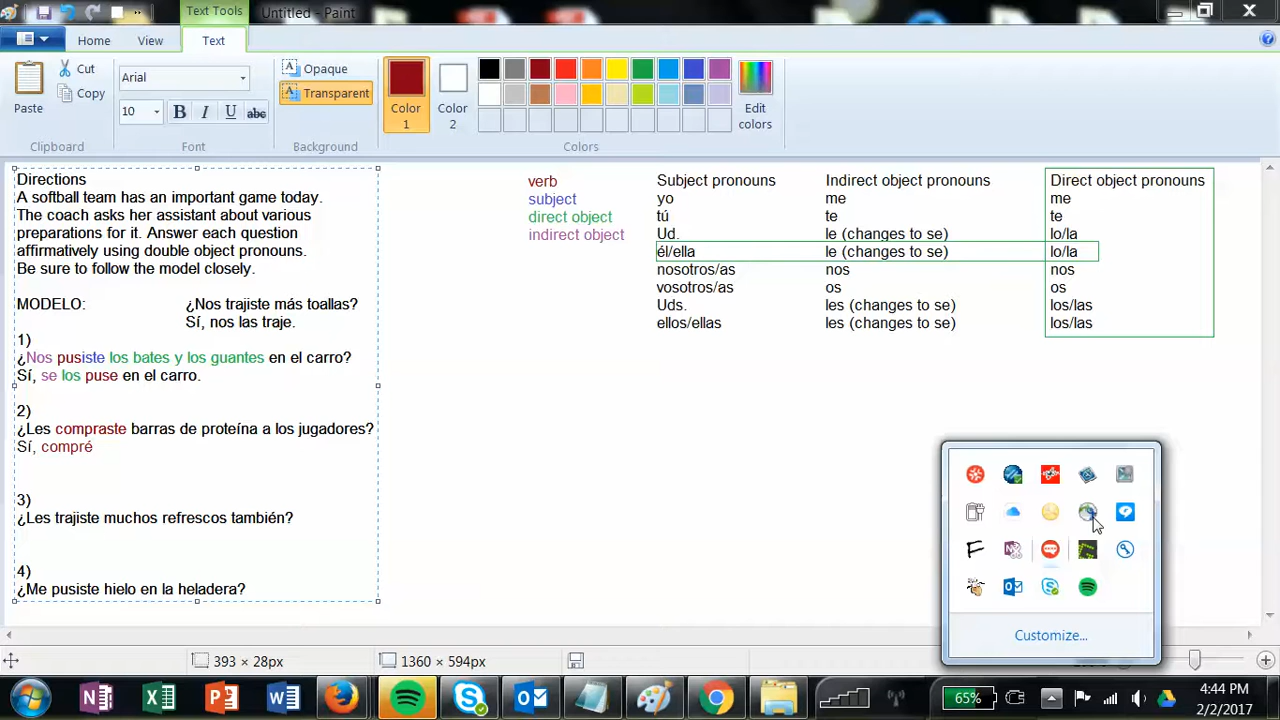 Text Tools
Untitled - Paint
Home
View
Text
Paste
Cut
Copy
Clipboard
Arial
10
B I U abc
Font
Opaque
Transparent
Background
Color 1
Color 2
Edit colors
Colors
Directions
A softball team has an important game today.
The coach asks her assistant about various
preparations for it. Answer each question
affirmatively using double object pronouns.
Be sure to follow the model closely.
MODELO: ¿Nos trajiste más toallas?
Sí, nos las traje.
1)
¿Nos pusiste los bates y los guantes en el carro?
Sí, se los puse en el carro.
2)
¿Les compraste barras de proteína a los jugadores?
Sí, compré
3)
¿Les trajiste muchos refrescos también?
4)
¿Me pusiste hielo en la heladera?
verb
subject
direct object
indirect object
Subject pronouns
yo
tú
Ud.
él/ella
nosotros/as
vosotros/as
Uds.
ellos/ellas
Indirect object pronouns
me
te
le (changes to se)
le (changes to se)
nos
os
les (changes to se)
les (changes to se)
Direct object pronouns
me
te
lo/la
lo/la
nos
os
los/las
los/las
Customize...
393 × 28px
1360 × 594px
65%
4:44 PM
2/2/2017